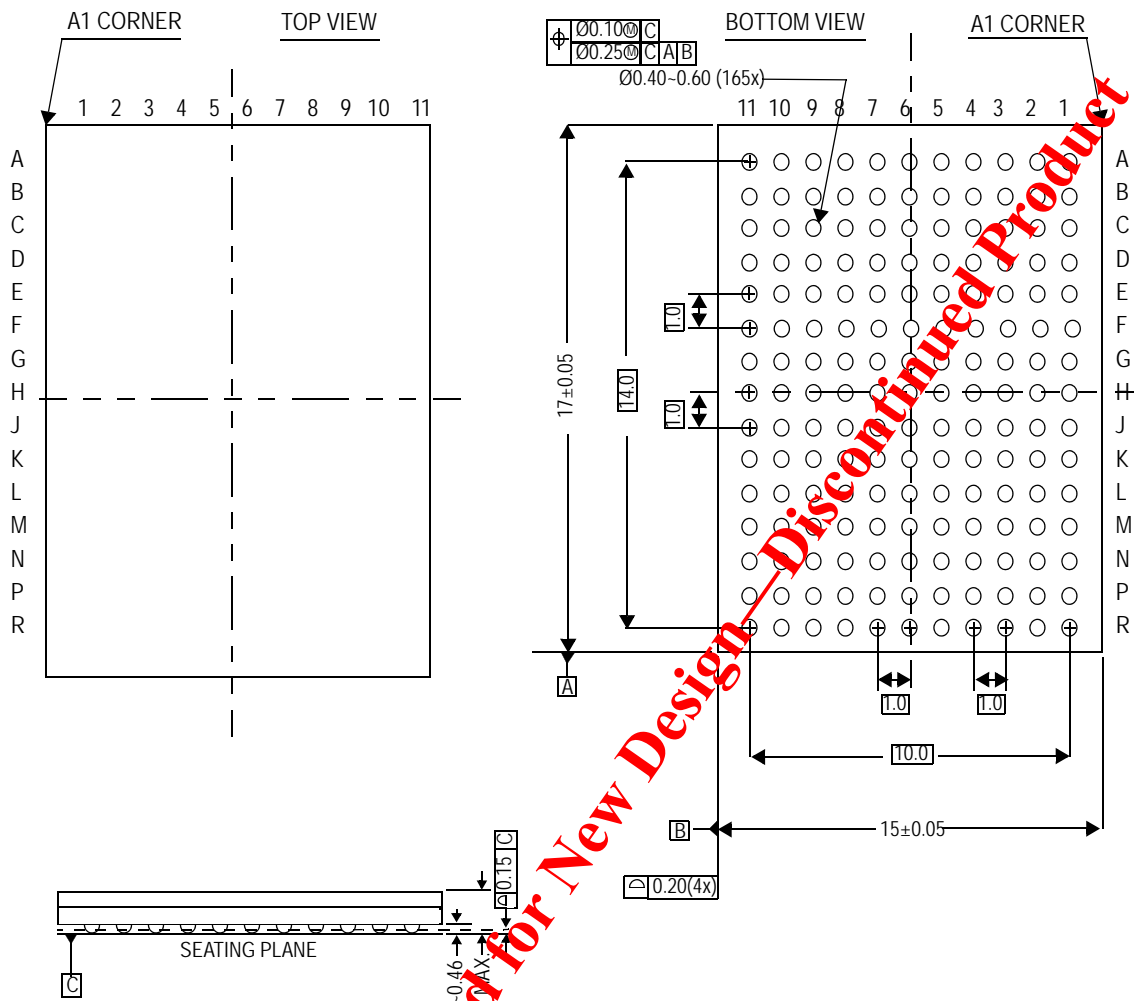 A1 CORNER TOP VIEW BOTTOM VIEW A1 CORNER
Ø0.10Ⓜ C
Ø0.25Ⓜ C A B
Ø0.40~0.60 (165x)
1 2 3 4 5 6 7 8 9 10 11
11 10 9 8 7 6 5 4 3 2 1
A
B
C
D
E
F
G
H
J
K
L
M
N
P
R
A
B
C
D
E
F
G
H
J
K
L
M
N
P
R
17±0.05
14.0
1.0
1.0
A
1.0
1.0
10.0
B
15±0.05
0.20(4x)
0.15 C
SEATING PLANE
C
~0.46
MAX.
for New Design—Discontinued Product